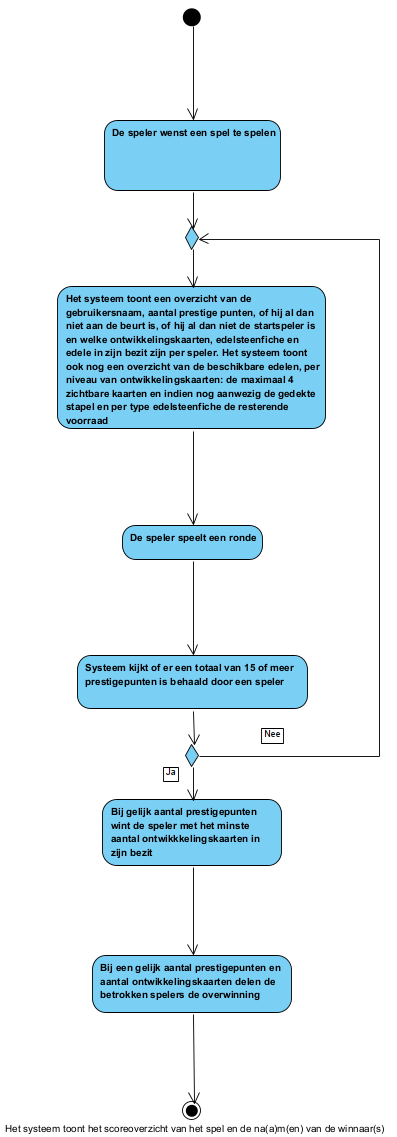 De speler wenst een spel te spelen
Het systeem toont een overzicht van de
gebruikersnaam, aantal prestige punten, of hij al dan
niet aan de beurt is, of hij al dan niet de startspeler is
en welke ontwikkelingskaarten, edelsteenfiche en
edele in zijn bezit zijn per speler. Het systeem toont
ook nog een overzicht van de beschikbare edelen, per
niveau van ontwikkelingskaarten: de maximaal 4
zichtbare kaarten en indien nog aanwezig de gedekte
stapel en per type edelsteenfiche de resterende
voorraad
De speler speelt een ronde
Systeem kijkt of er een totaal van 15 of meer
prestigepunten is behaald door een speler
Nee
Ja
Bij gelijk aantal prestigepunten
wint de speler met het minste
aantal ontwikkkelingskaarten in
zijn bezit
Bij een gelijk aantal prestigepunten en
aantal ontwikkelingskaarten delen de
betrokken spelers de overwinning
Het systeem toont het scoreoverzicht van het spel en de na(a)m(en) van de winnaar(s)